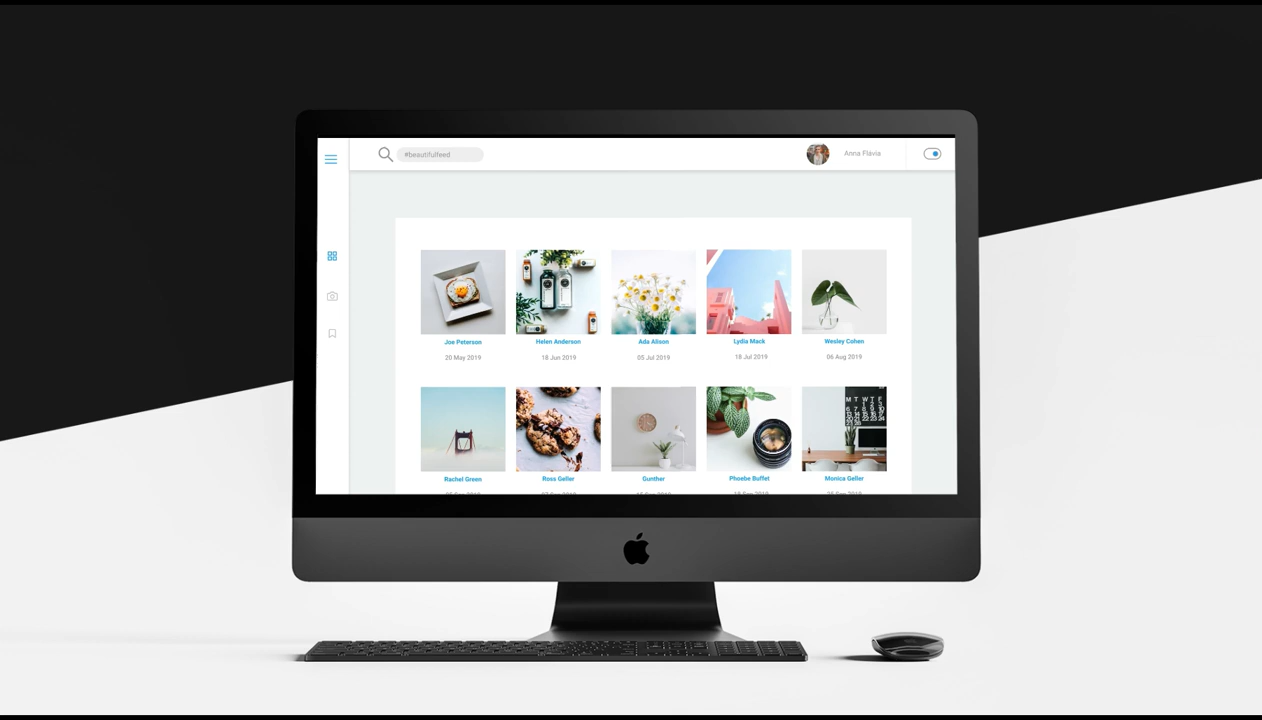 #beautifulfeed
Anna Flávia
Joe Peterson
Helen Anderson
Ada Alison
Lydia Mack
Wesley Cohen
20 May 2019
18 Jun 2019
05 Jul 2019
18 Jul 2019
06 Aug 2019
M T W T F
Rachel Green
Ross Geller
Gunther
Phoebe Buffet
Monica Geller